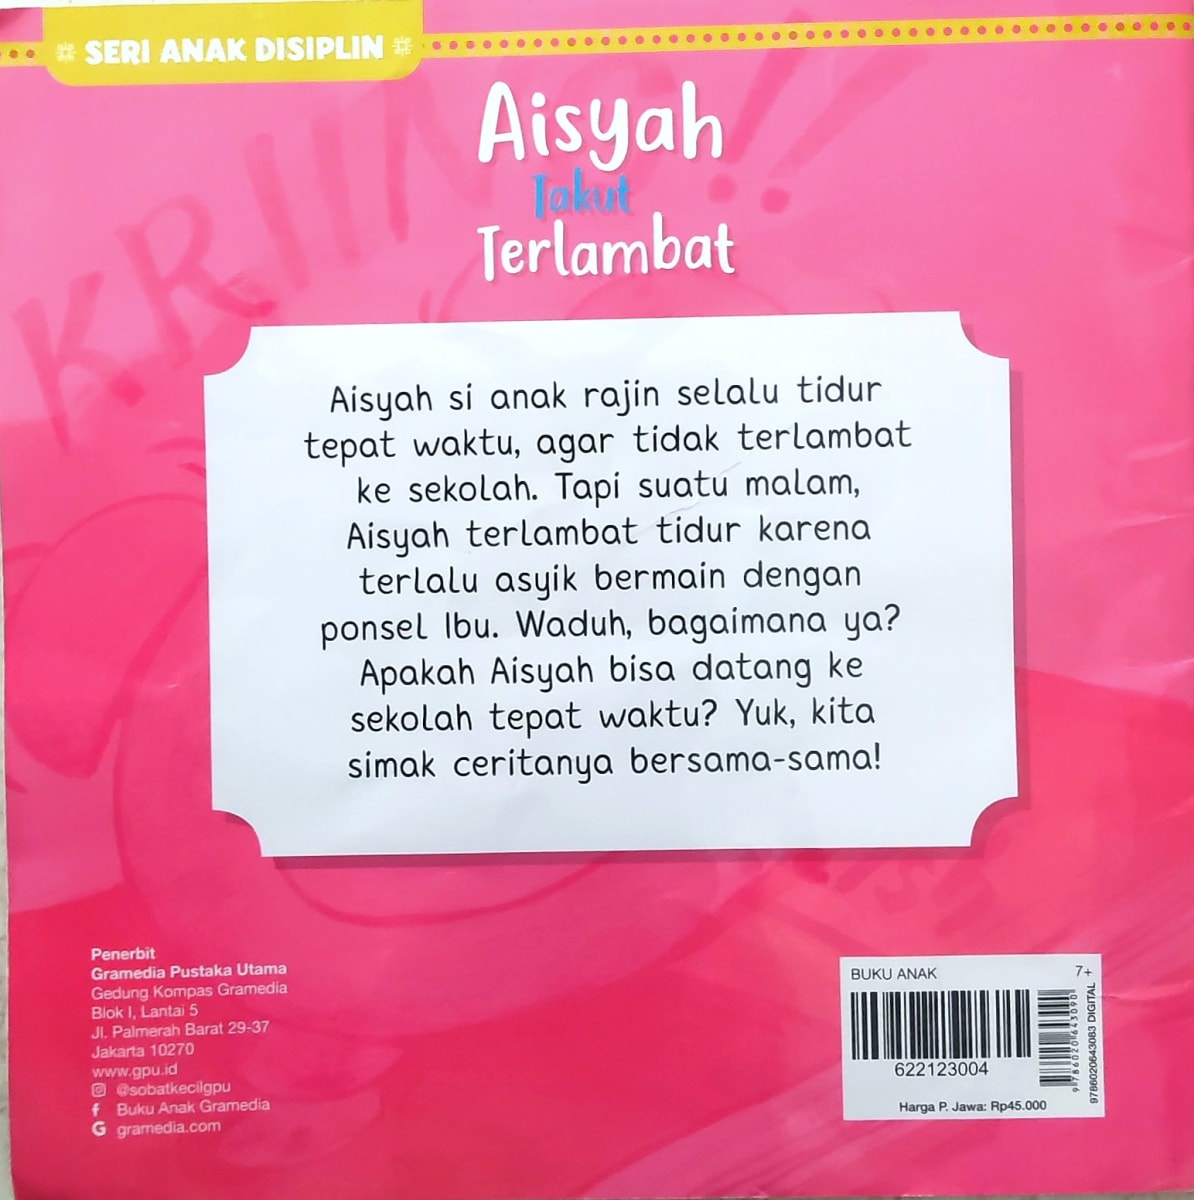 SERI ANAK DISIPLIN
KRIING!!
Aisyah
Takut
Terlambat
Aisyah si anak rajin selalu tidur
tepat waktu, agar tidak terlambat
ke sekolah. Tapi suatu malam,
Aisyah terlambat tidur karena
terlalu asyik bermain dengan
ponsel Ibu. Waduh, bagaimana ya?
Apakah Aisyah bisa datang ke
sekolah tepat waktu? Yuk, kita
simak ceritanya bersama-sama!
Penerbit
Gramedia Pustaka Utama
Gedung Kompas Gramedia
Blok I, Lantai 5
Jl. Palmerah Barat 29-37
Jakarta 10270
www.gpu.id
@sobatkecilgpu
f Buku Anak Gramedia
G gramedia.com
BUKU ANAK 7+
622123004
9786020643090
9786020643083 DIGITAL
Harga P. Jawa: Rp45.000